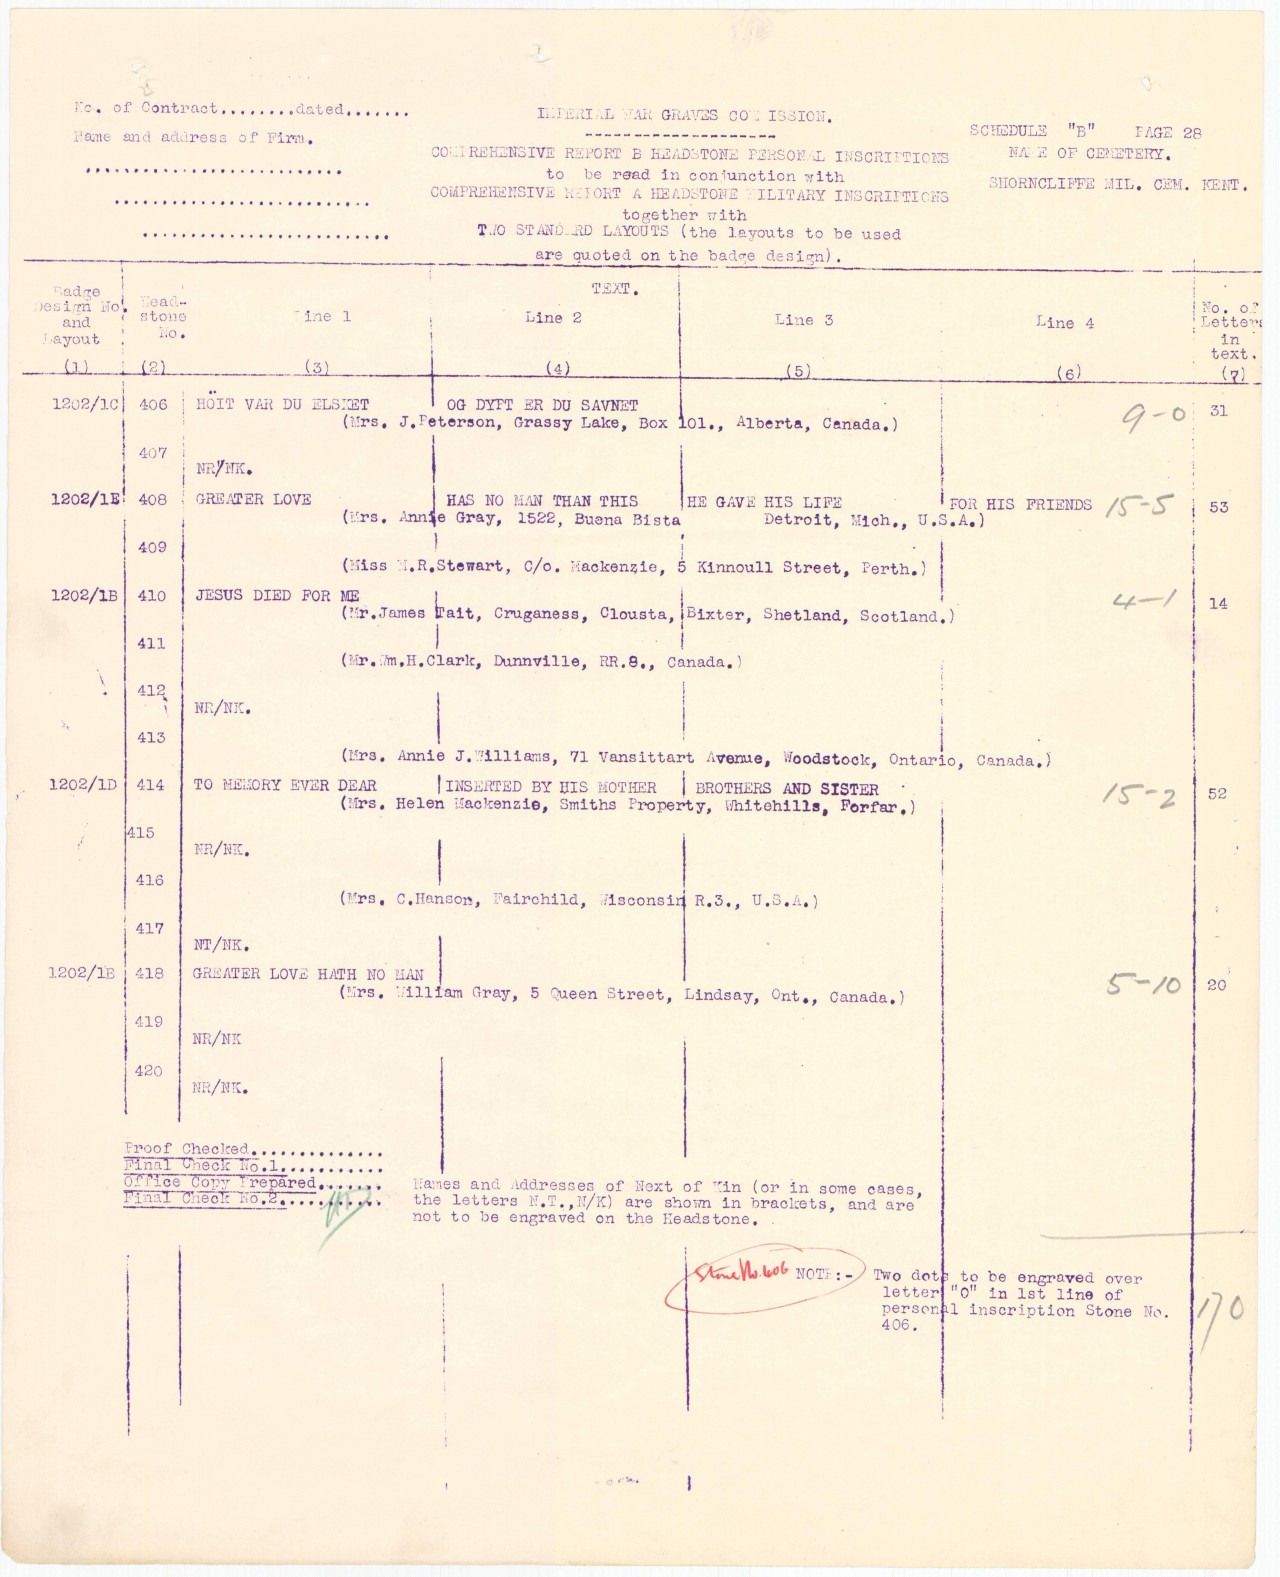 No. of Contract........dated.......
Name and address of Firm.
IMPERIAL WAR GRAVES COMMISSION.
COMPREHENSIVE REPORT B HEADSTONE PERSONAL INSCRIPTIONS
to be read in conjunction with
COMPREHENSIVE REPORT A HEADSTONE MILITARY INSCRIPTIONS
together with
TWO STANDARD LAYOUTS (the layouts to be used
are quoted on the badge design).
SCHEDULE "B" PAGE 28
NAME OF CEMETERY.
SHORNCLIFFE MIL. CEM. KENT.
Badge Design No. and Layout (1)
Head-stone No. (2)
TEXT.
Line 1 (3)
Line 2 (4)
Line 3 (5)
Line 4 (6)
No. of Letters in text. (7)
1202/1C 406 HÖIT VAR DU ELSKET OG DYPT ER DU SAVNET 9-0 31
(Mrs. J.Peterson, Grassy Lake, Box 101., Alberta, Canada.)
407
NR/NK.
1202/1E 408 GREATER LOVE HAS NO MAN THAN THIS HE GAVE HIS LIFE FOR HIS FRIENDS 15-5 53
(Mrs. Annie Gray, 1522, Buena Bista Detroit, Mich., U.S.A.)
409
(Miss M.R.Stewart, C/o. Mackenzie, 5 Kinnoull Street, Perth.)
1202/1B 410 JESUS DIED FOR ME 4-1 14
(Mr.James Tait, Cruganess, Clousta, Bixter, Shetland, Scotland.)
411
(Mr.Wm.H.Clark, Dunnville, RR.8., Canada.)
412
NR/NK.
413
(Mrs. Annie J.Williams, 71 Vansittart Avenue, Woodstock, Ontario, Canada.)
1202/1D 414 TO MEMORY EVER DEAR INSERTED BY HIS MOTHER BROTHERS AND SISTER 15-2 52
(Mrs. Helen Mackenzie, Smiths Property, Whitehills, Forfar.)
415
NR/NK.
416
(Mrs. C.Hanson, Fairchild, Wisconsin R.3., U.S.A.)
417
NT/NK.
1202/1B 418 GREATER LOVE HATH NO MAN 5-10 20
(Mrs. William Gray, 5 Queen Street, Lindsay, Ont., Canada.)
419
NR/NK
420
NR/NK.
Proof Checked..............
Final Check No.1...........
Office Copy Prepared.......
Final Check No.2...........
Names and Addresses of Next of Kin (or in some cases,
the letters N.T.,N/K) are shown in brackets, and are
not to be engraved on the Headstone.
Stone No. 406 NOTE:- Two dots to be engraved over
letter "O" in 1st line of
personal inscription Stone No.
406.
170